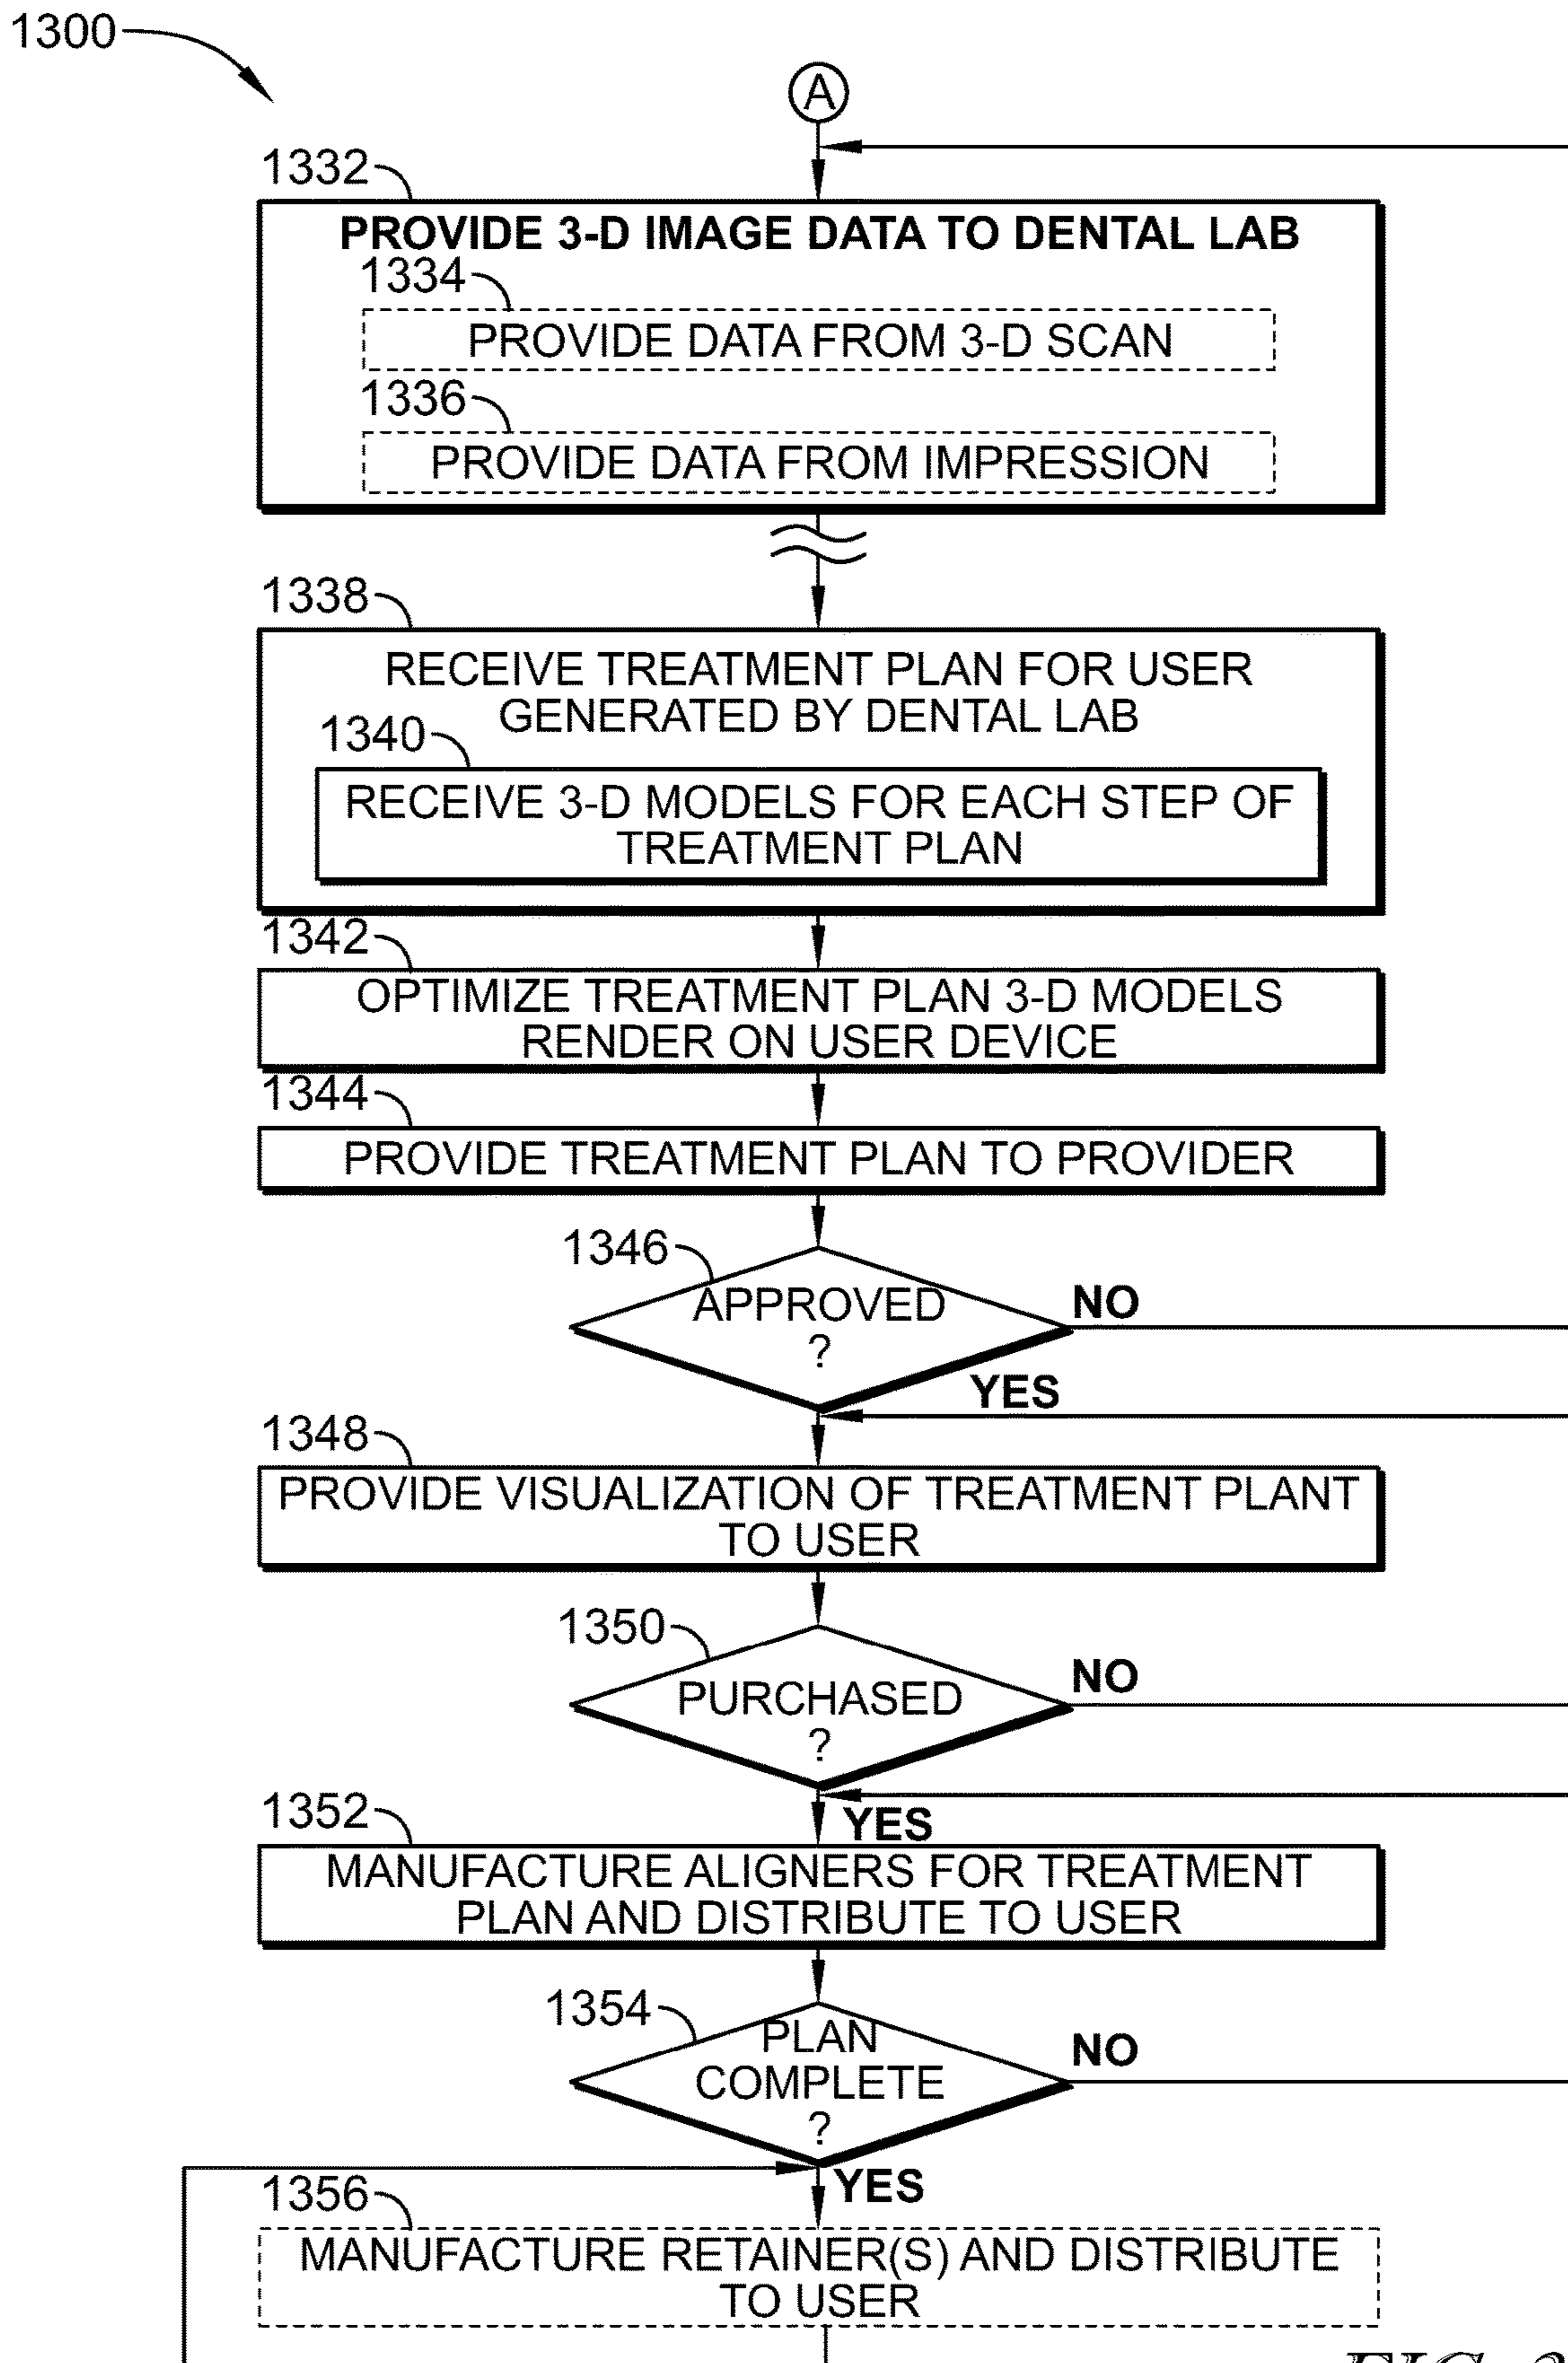 1300
A
1332
PROVIDE 3-D IMAGE DATA TO DENTAL LAB
1334
PROVIDE DATA FROM 3-D SCAN
1336
PROVIDE DATA FROM IMPRESSION
1338
RECEIVE TREATMENT PLAN FOR USER
GENERATED BY DENTAL LAB
1340
RECEIVE 3-D MODELS FOR EACH STEP OF
TREATMENT PLAN
1342
OPTIMIZE TREATMENT PLAN 3-D MODELS
RENDER ON USER DEVICE
1344
PROVIDE TREATMENT PLAN TO PROVIDER
1346
APPROVED
?
NO
YES
1348
PROVIDE VISUALIZATION OF TREATMENT PLANT
TO USER
1350
PURCHASED
?
NO
YES
1352
MANUFACTURE ALIGNERS FOR TREATMENT
PLAN AND DISTRIBUTE TO USER
1354
PLAN
COMPLETE
?
NO
YES
1356
MANUFACTURE RETAINER(S) AND DISTRIBUTE
TO USER